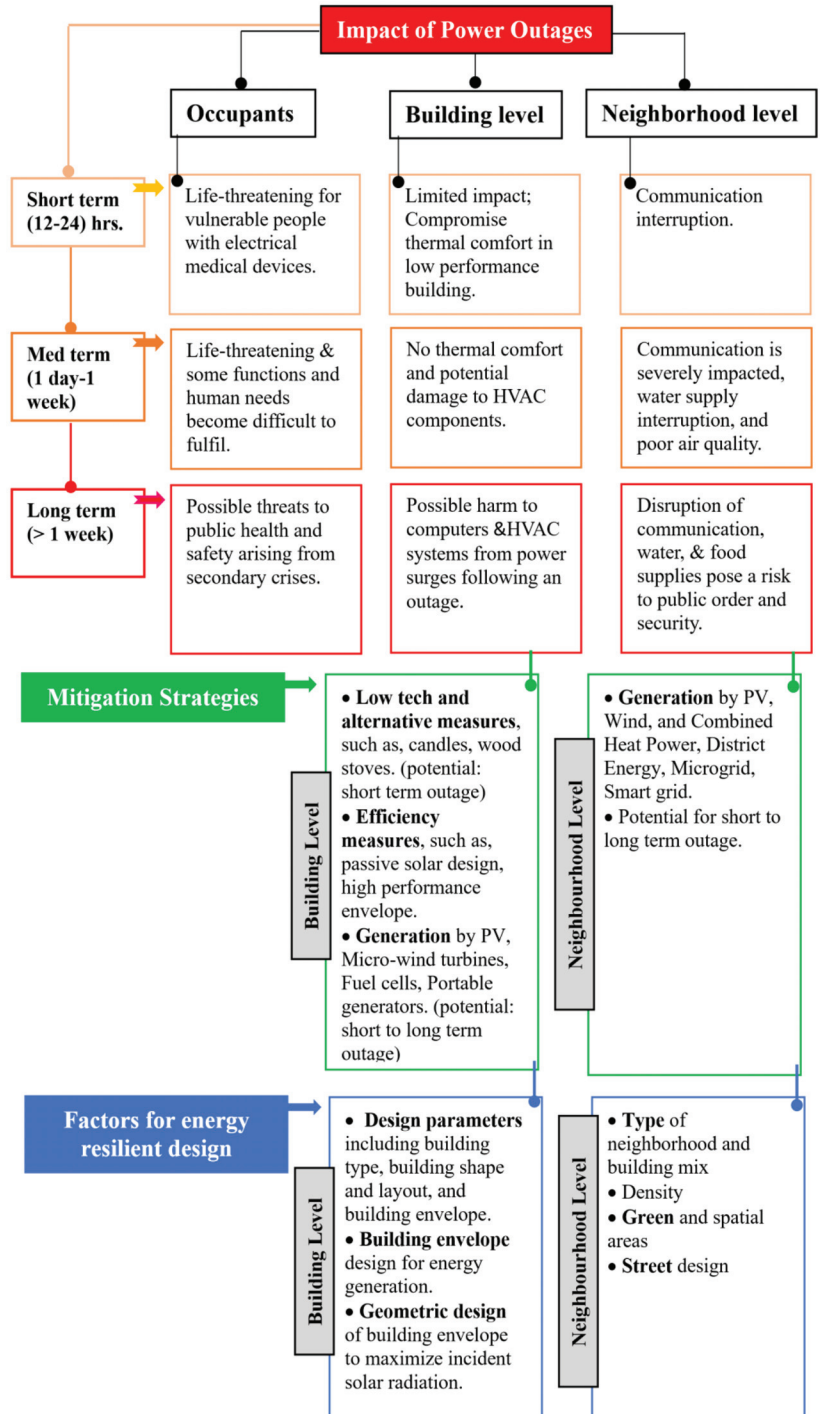 Impact of Power Outages
Occupants
Building level
Neighborhood level
Short term
(12-24) hrs.
Life-threatening for
vulnerable people
with electrical
medical devices.
Limited impact;
Compromise
thermal comfort in
low performance
building.
Communication
interruption.
Med term
(1 day-1
week)
Life-threatening &
some functions and
human needs
become difficult to
fulfil.
No thermal comfort
and potential
damage to HVAC
components.
Communication is
severely impacted,
water supply
interruption, and
poor air quality.
Long term
(> 1 week)
Possible threats to
public health and
safety arising from
secondary crises.
Possible harm to
computers &HVAC
systems from power
surges following an
outage.
Disruption of
communication,
water, & food
supplies pose a risk
to public order and
security.
Mitigation Strategies
Building Level
• Low tech and
alternative measures,
such as, candles, wood
stoves. (potential:
short term outage)
• Efficiency
measures, such as,
passive solar design,
high performance
envelope.
• Generation by PV,
Micro-wind turbines,
Fuel cells, Portable
generators. (potential:
short to long term
outage)
Neighbourhood Level
• Generation by PV,
Wind, and Combined
Heat Power, District
Energy, Microgrid,
Smart grid.
• Potential for short to
long term outage.
Factors for energy
resilient design
Building Level
• Design parameters
including building
type, building shape
and layout, and
building envelope.
• Building envelope
design for energy
generation.
• Geometric design
of building envelope
to maximize incident
solar radiation.
Neighbourhood Level
• Type of
neighborhood and
building mix
• Density
• Green and spatial
areas
• Street design